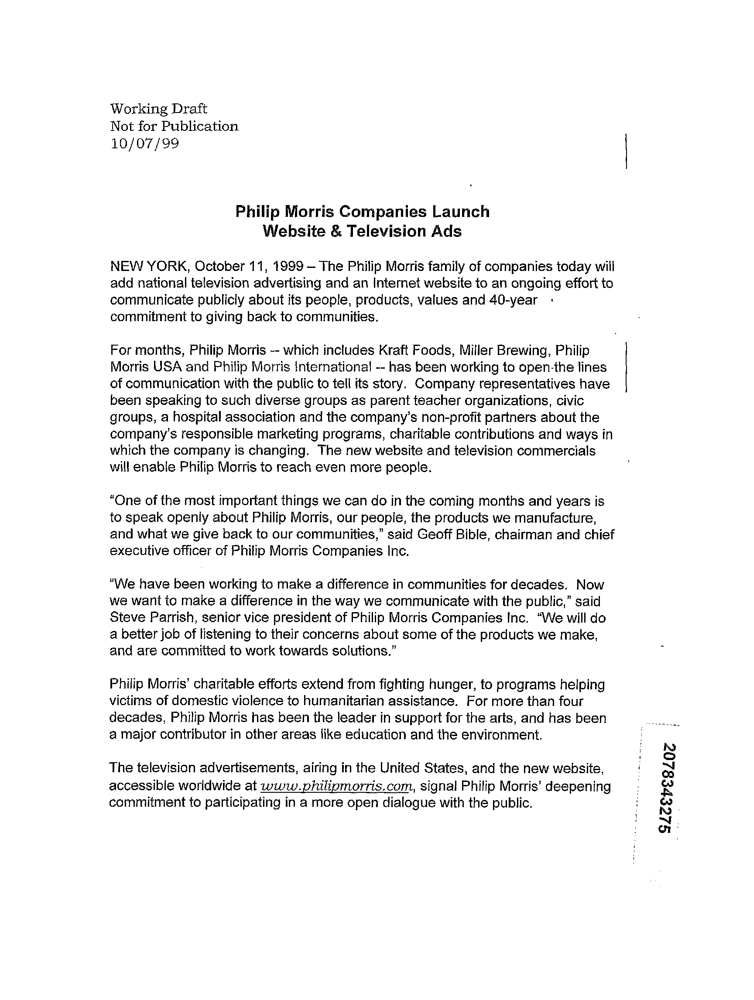 Working Draft
Not for Publication
10/07/99
Philip Morris Companies Launch
Website & Television Ads
NEW YORK, October 11, 1999 – The Philip Morris family of companies today will
add national television advertising and an Internet website to an ongoing effort to
communicate publicly about its people, products, values and 40-year
commitment to giving back to communities.
For months, Philip Morris -- which includes Kraft Foods, Miller Brewing, Philip
Morris USA and Philip Morris International -- has been working to open the lines
of communication with the public to tell its story.  Company representatives have
been speaking to such diverse groups as parent teacher organizations, civic
groups, a hospital association and the company's non-profit partners about the
company's responsible marketing programs, charitable contributions and ways in
which the company is changing.  The new website and television commercials
will enable Philip Morris to reach even more people.
"One of the most important things we can do in the coming months and years is
to speak openly about Philip Morris, our people, the products we manufacture,
and what we give back to our communities," said Geoff Bible, chairman and chief
executive officer of Philip Morris Companies Inc.
"We have been working to make a difference in communities for decades.  Now
we want to make a difference in the way we communicate with the public," said
Steve Parrish, senior vice president of Philip Morris Companies Inc.  "We will do
a better job of listening to their concerns about some of the products we make,
and are committed to work towards solutions."
Philip Morris' charitable efforts extend from fighting hunger, to programs helping
victims of domestic violence to humanitarian assistance.  For more than four
decades, Philip Morris has been the leader in support for the arts, and has been
a major contributor in other areas like education and the environment.
The television advertisements, airing in the United States, and the new website,
accessible worldwide at www.philipmorris.com, signal Philip Morris' deepening
commitment to participating in a more open dialogue with the public.
2078343275